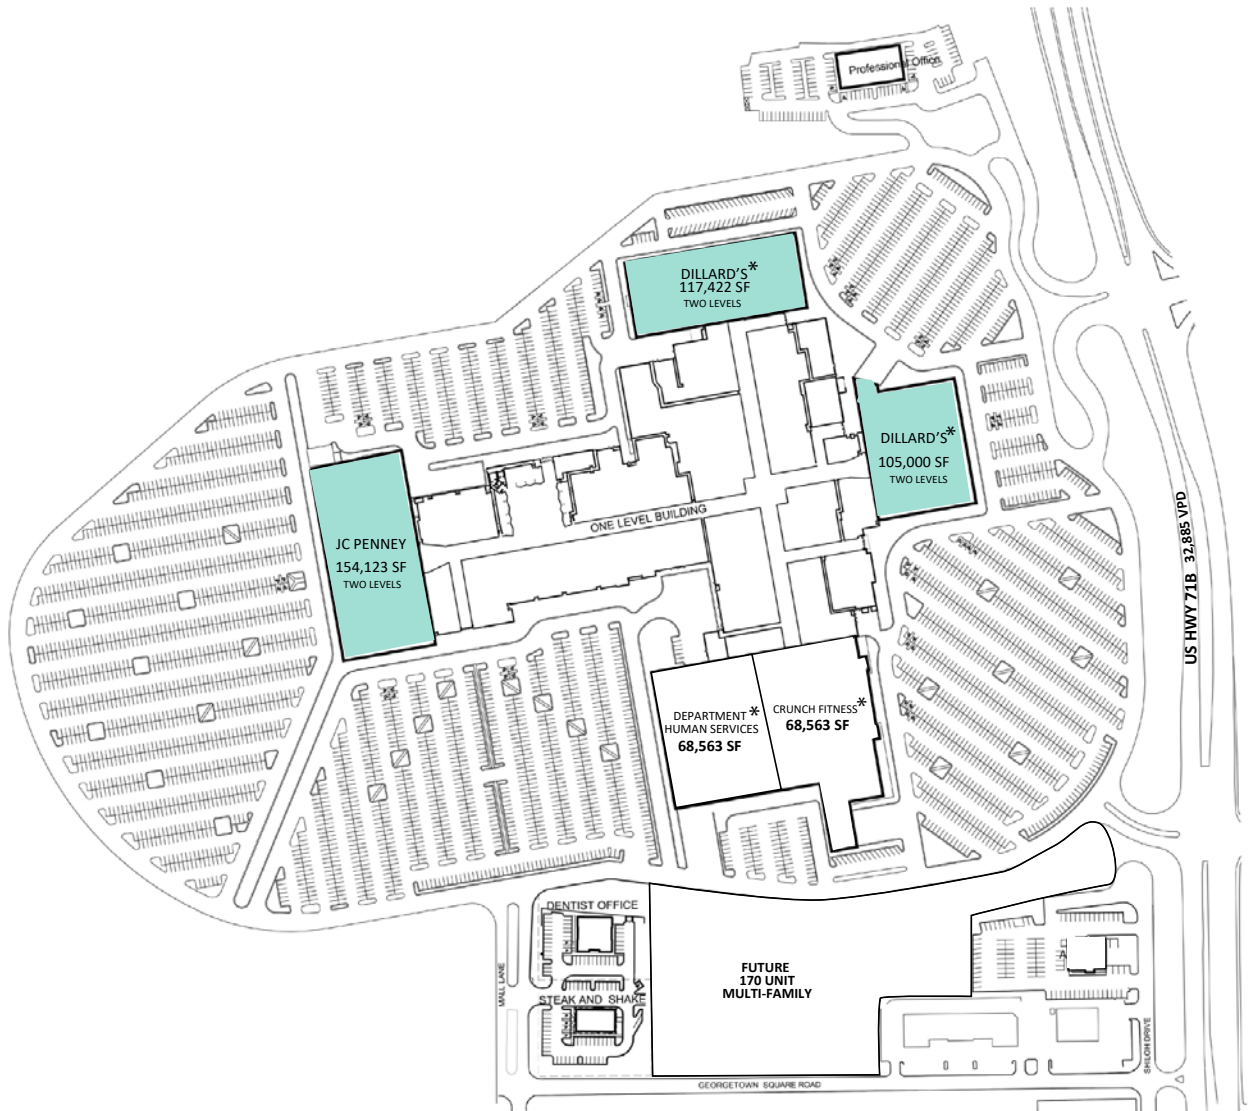 Professional Office
DILLARD'S*
117,422 SF
TWO LEVELS
DILLARD'S*
105,000 SF
TWO LEVELS
JC PENNEY
154,123 SF
TWO LEVELS
ONE LEVEL BUILDING
US HWY 71B 32,885 VPD
DEPARTMENT *
HUMAN SERVICES
68,563 SF
CRUNCH FITNESS*
68,563 SF
DENTIST OFFICE
STEAK AND SHAKE
MALL LANE
FUTURE
170 UNIT
MULTI-FAMILY
A
SHILOH DRIVE
GEORGETOWN SQUARE ROAD